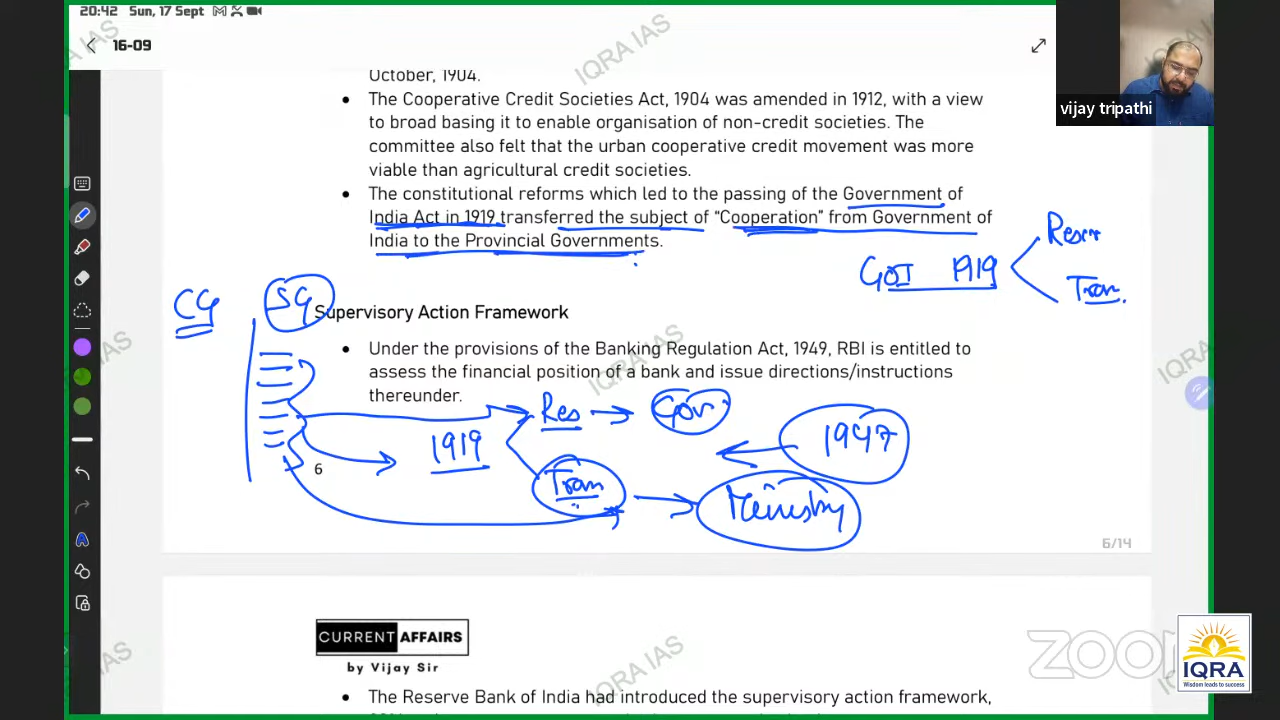 20:42 Sun, 17 Sept
16-09
vijay tripathi
October, 1904.
• The Cooperative Credit Societies Act, 1904 was amended in 1912, with a view
to broad basing it to enable organisation of non-credit societies. The
committee also felt that the urban cooperative credit movement was more
viable than agricultural credit societies.
• The constitutional reforms which led to the passing of the Government of
India Act in 1919 transferred the subject of "Cooperation" from Government of
India to the Provincial Governments.
GOI 1919
Tran.
CG SG
Supervisory Action Framework
• Under the provisions of the Banking Regulation Act, 1949, RBI is entitled to
assess the financial position of a bank and issue directions/instructions
thereunder.
Res Gov
1919 1947
Tran Ministry
6
6/14
CURRENT AFFAIRS
by Vijay Sir
• The Reserve Bank of India had introduced the supervisory action framework,
zoom
IQRA
Wisdom leads to success
IQRA IAS
IQRA IAS
IQRA IAS
IQRA IAS